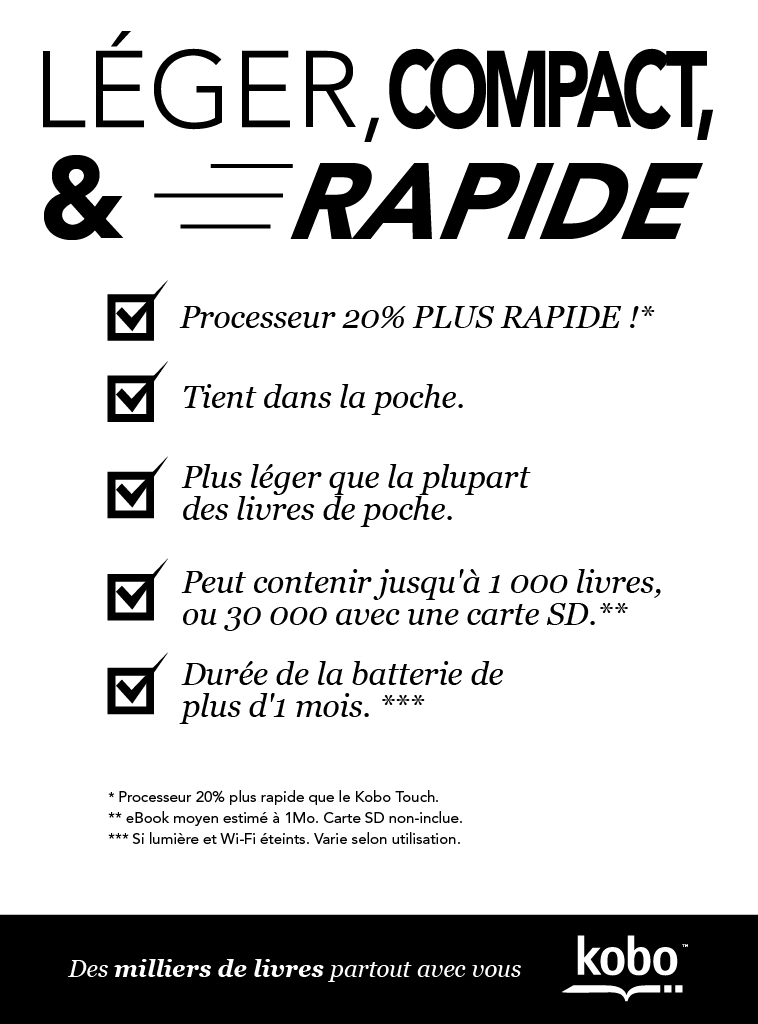 LÉGER, COMPACT,
& RAPIDE
Processeur 20% PLUS RAPIDE !*
Tient dans la poche.
Plus léger que la plupart
des livres de poche.
Peut contenir jusqu'à 1 000 livres,
ou 30 000 avec une carte SD.**
Durée de la batterie de
plus d'1 mois. ***
* Processeur 20% plus rapide que le Kobo Touch.
** eBook moyen estimé à 1Mo. Carte SD non-inclue.
*** Si lumière et Wi-Fi éteints. Varie selon utilisation.
Des milliers de livres partout avec vous
kobo™